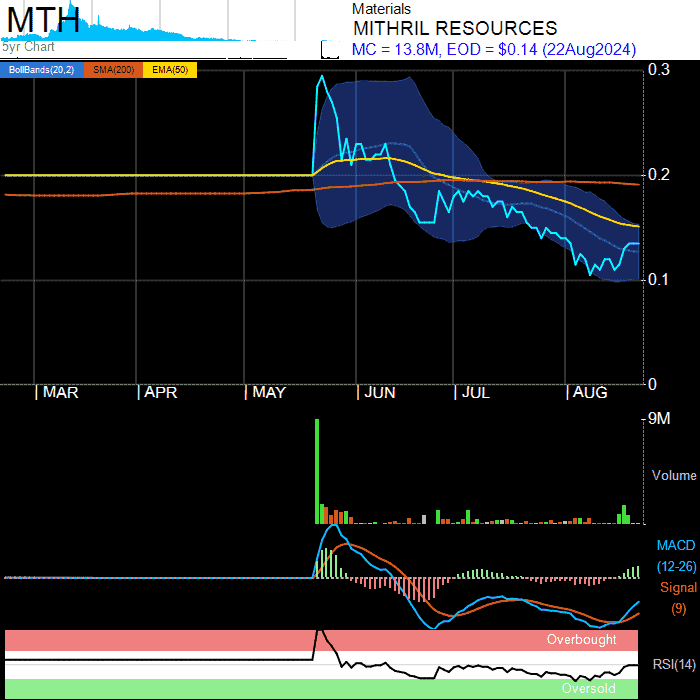 MTH
5yr Chart
Materials
MITHRIL RESOURCES
MC = 13.8M, EOD = $0.14 (22Aug2024)
BollBands(20,2) SMA(200) EMA(50)
0.3
0.2
0.1
0
MAR APR MAY JUN JUL AUG
9M
Volume
MACD
(12-26)
Signal
(9)
Overbought
RSI(14)
Oversold